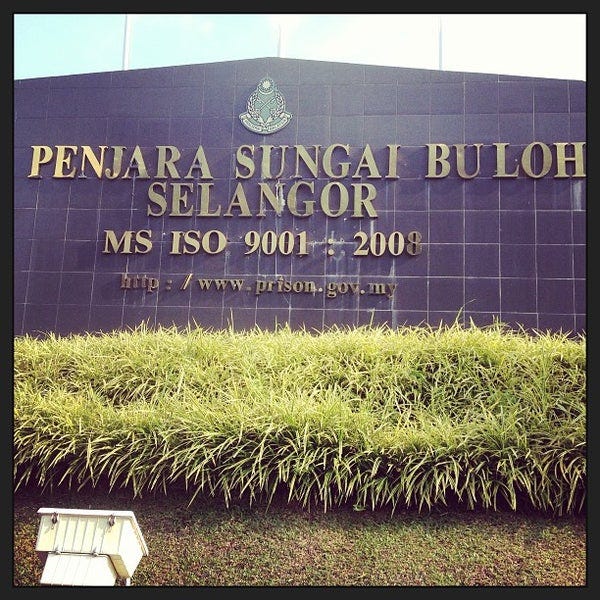 PENJARA SUNGAI BULOH
SELANGOR
MS ISO 9001 : 2008
http : / www.prison.gov.my